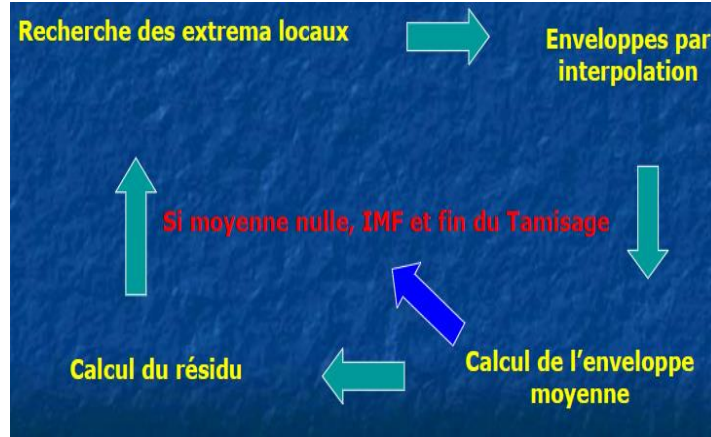 Recherche des extrema locaux
Enveloppes par
interpolation
Si moyenne nulle, IMF et fin du Tamisage
Calcul du résidu
Calcul de l'enveloppe
moyenne